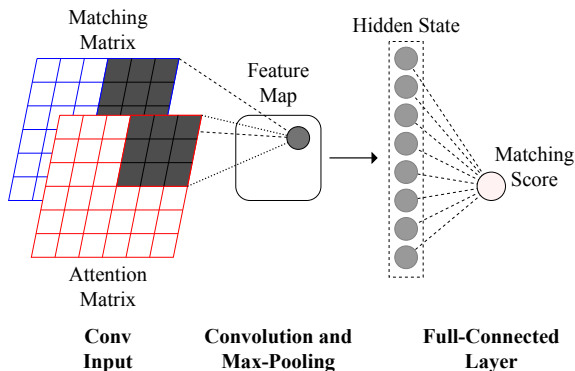 Matching
Matrix
Feature
Map
Hidden State
Matching
Score
Attention
Matrix
Conv
Input
Convolution and
Max-Pooling
Full-Connected
Layer